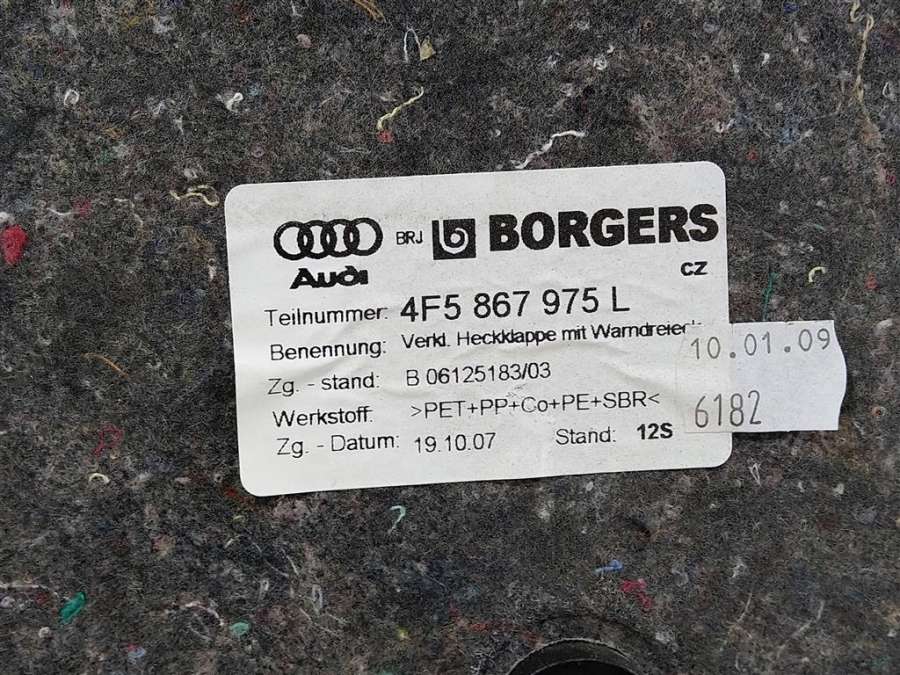 Audi BRJ BORGERS
CZ
Teilnummer: 4F5 867 975 L
Benennung: Verkl. Heckklappe mit Warndreieck
Zg. - stand: B 06125183/03
Werkstoff: >PET+PP+Co+PE+SBR<
Zg. - Datum: 19.10.07 Stand: 12S
10.01.09
6182